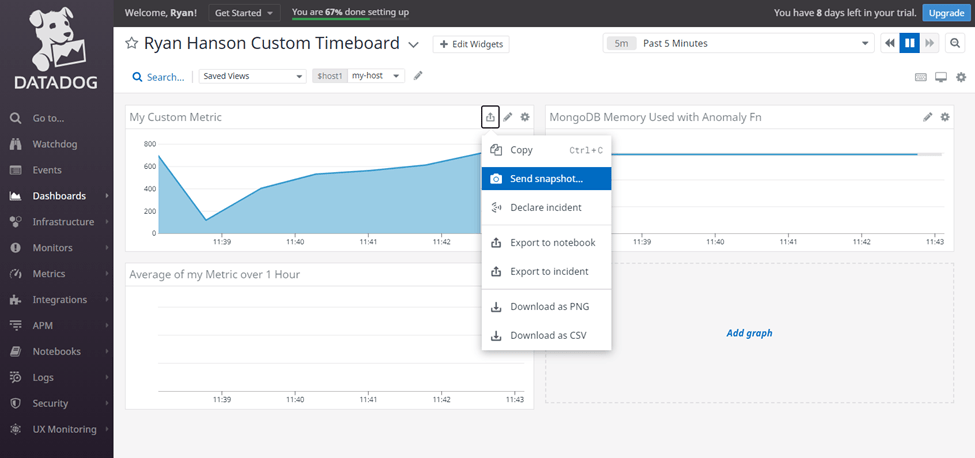 DATADOG
Welcome, Ryan!
Get Started
You are 67% done setting up
You have 8 days left in your trial.
Upgrade
Ryan Hanson Custom Timeboard
+ Edit Widgets
5m Past 5 Minutes
Search...
Saved Views
$host1 my-host
Go to...
Watchdog
Events
Dashboards
Infrastructure
Monitors
Metrics
Integrations
APM
Notebooks
Logs
Security
UX Monitoring
My Custom Metric
800
600
400
200
0
11:39 11:40 11:41 11:42
Copy Ctrl+C
Send snapshot...
Declare incident
Export to notebook
Export to incident
Download as PNG
Download as CSV
MongoDB Memory Used with Anomaly Fn
11:39 11:40 11:41 11:42 11:43
Average of my Metric over 1 Hour
11:39 11:40 11:41 11:42 11:43
Add graph